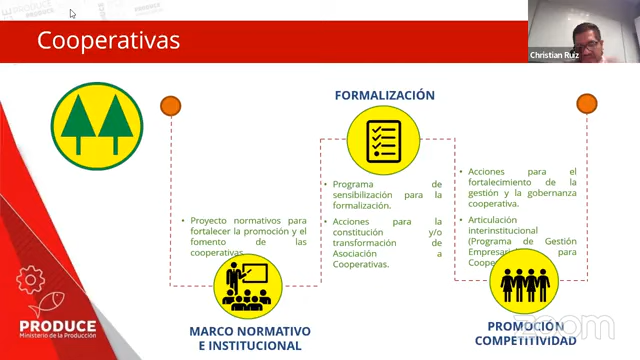 Cooperativas
Christian Ruiz
FORMALIZACIÓN
• Programa de
sensibilización para la
formalización.
• Acciones para la
constitución y/o
transformación de
Asociación a
Cooperativas.
• Acciones para el
fortalecimiento de la
gestión y la gobernanza
cooperativa.
• Articulación
interinstitucional
(Programa de Gestión
para
• Proyecto normativos para
fortalecer la promoción y el
fomento de las
cooperativas
MARCO NORMATIVO
E INSTITUCIONAL
PROMOCIÓN
COMPETITIVIDAD
PRODUCE
Ministerio de la Producción
zoom